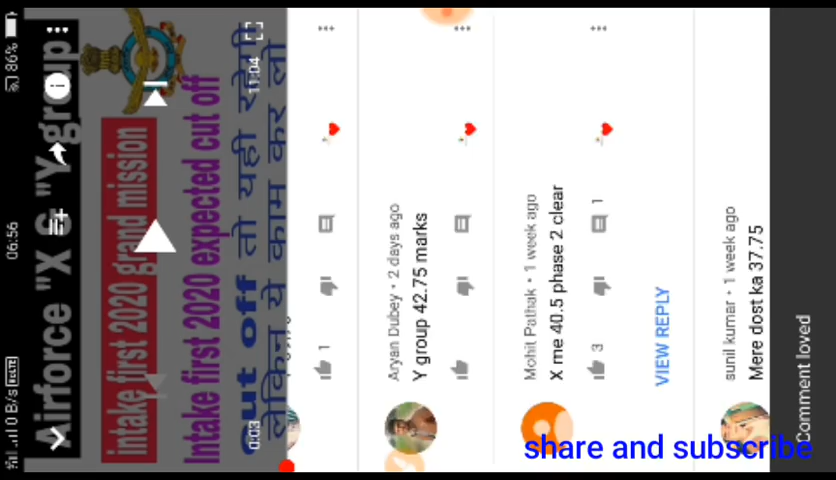 0 B/s VoLTE 06:56 86%
Airforce "X & "Y group
intake first 2020 grand mission
Intake first 2020 expected cut off
Cut off तो यही रहेगी
लेकिन ये काम कर लो
0:03 11:04
1
Aryan Dubey • 2 days ago
Y group 42.75 marks
Mohit Pathak • 1 week ago
X me 40.5 phase 2 clear
3 1
VIEW REPLY
sunil kumar • 1 week ago
Mere dost ka 37.75
Comment loved
share and subscribe